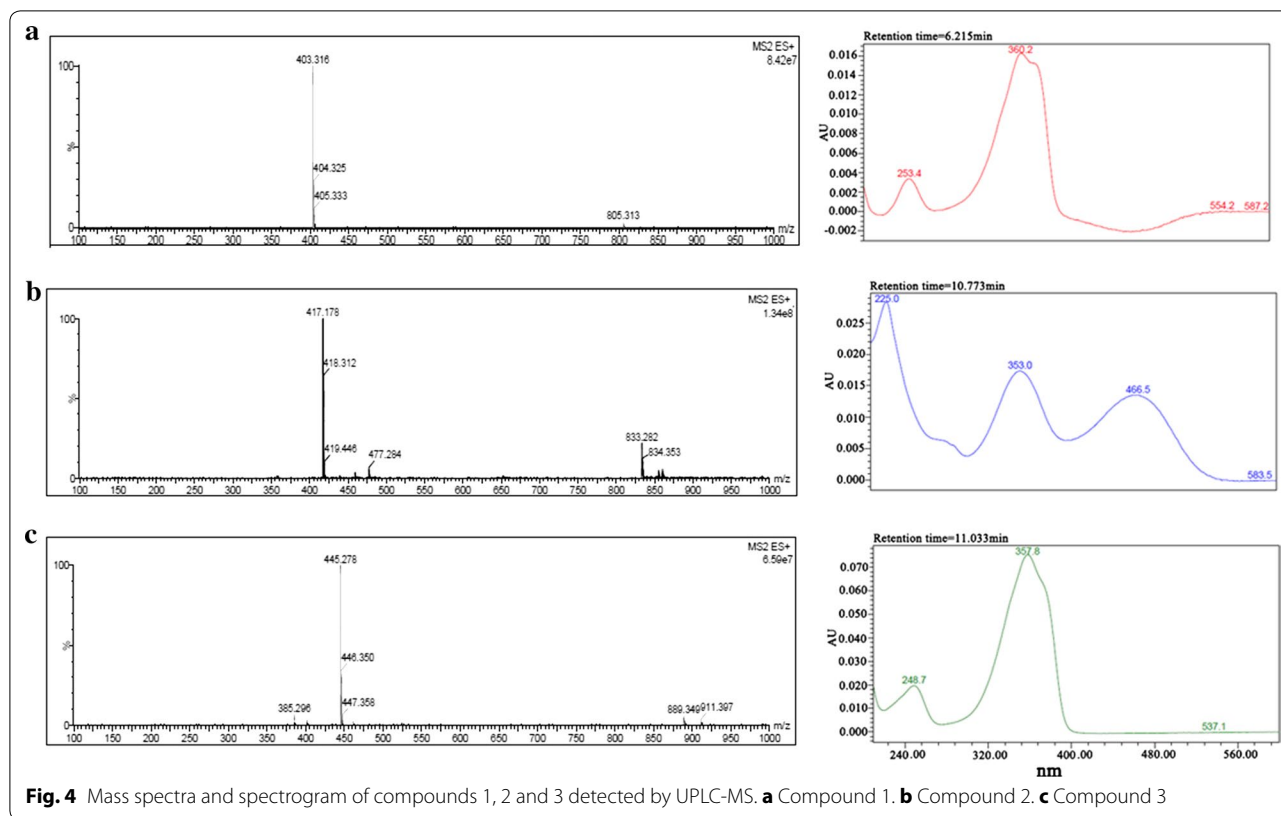 a
MS2 ES+
8.42e7
100
403.316
%
404.325
405.333
805.313
0
100 150 200 250 300 350 400 450 500 550 600 650 700 750 800 850 900 950 1000 m/z
Retention time=6.215min
AU
0.016
0.014
0.012
0.010
0.008
0.006
0.004
0.002
0.000
-0.002
360.2
253.4
554.2 587.2
b
MS2 ES+
1.34e8
100
417.178
418.312
%
419.446
477.284
833.282
834.353
0
100 150 200 250 300 350 400 450 500 550 600 650 700 750 800 850 900 950 1000 m/z
Retention time=10.773min
AU
0.025
0.020
0.015
0.010
0.005
0.000
225.0
353.0
466.5
583.5
c
MS2 ES+
6.59e7
100
445.278
%
446.350
447.358
385.296
889.349
911.397
0
100 150 200 250 300 350 400 450 500 550 600 650 700 750 800 850 900 950 1000 m/z
Retention time=11.033min
AU
0.070
0.060
0.050
0.040
0.030
0.020
0.010
0.000
357.8
248.7
537.1
240.00 320.00 400.00 480.00 560.00
nm
Fig. 4 Mass spectra and spectrogram of compounds 1, 2 and 3 detected by UPLC-MS. a Compound 1. b Compound 2. c Compound 3